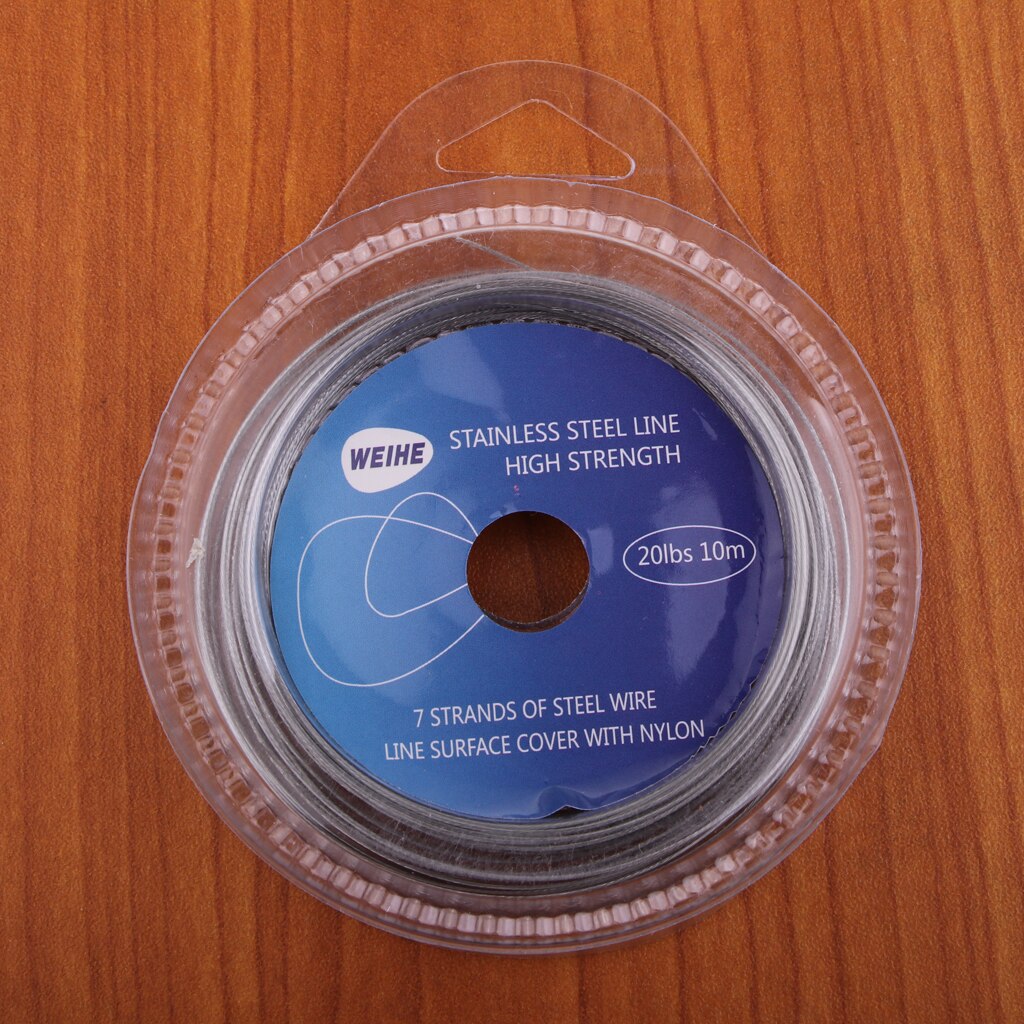 WEIHE
STAINLESS STEEL LINE
HIGH STRENGTH
20lbs 10m
7 STRANDS OF STEEL WIRE
LINE SURFACE COVER WITH NYLON